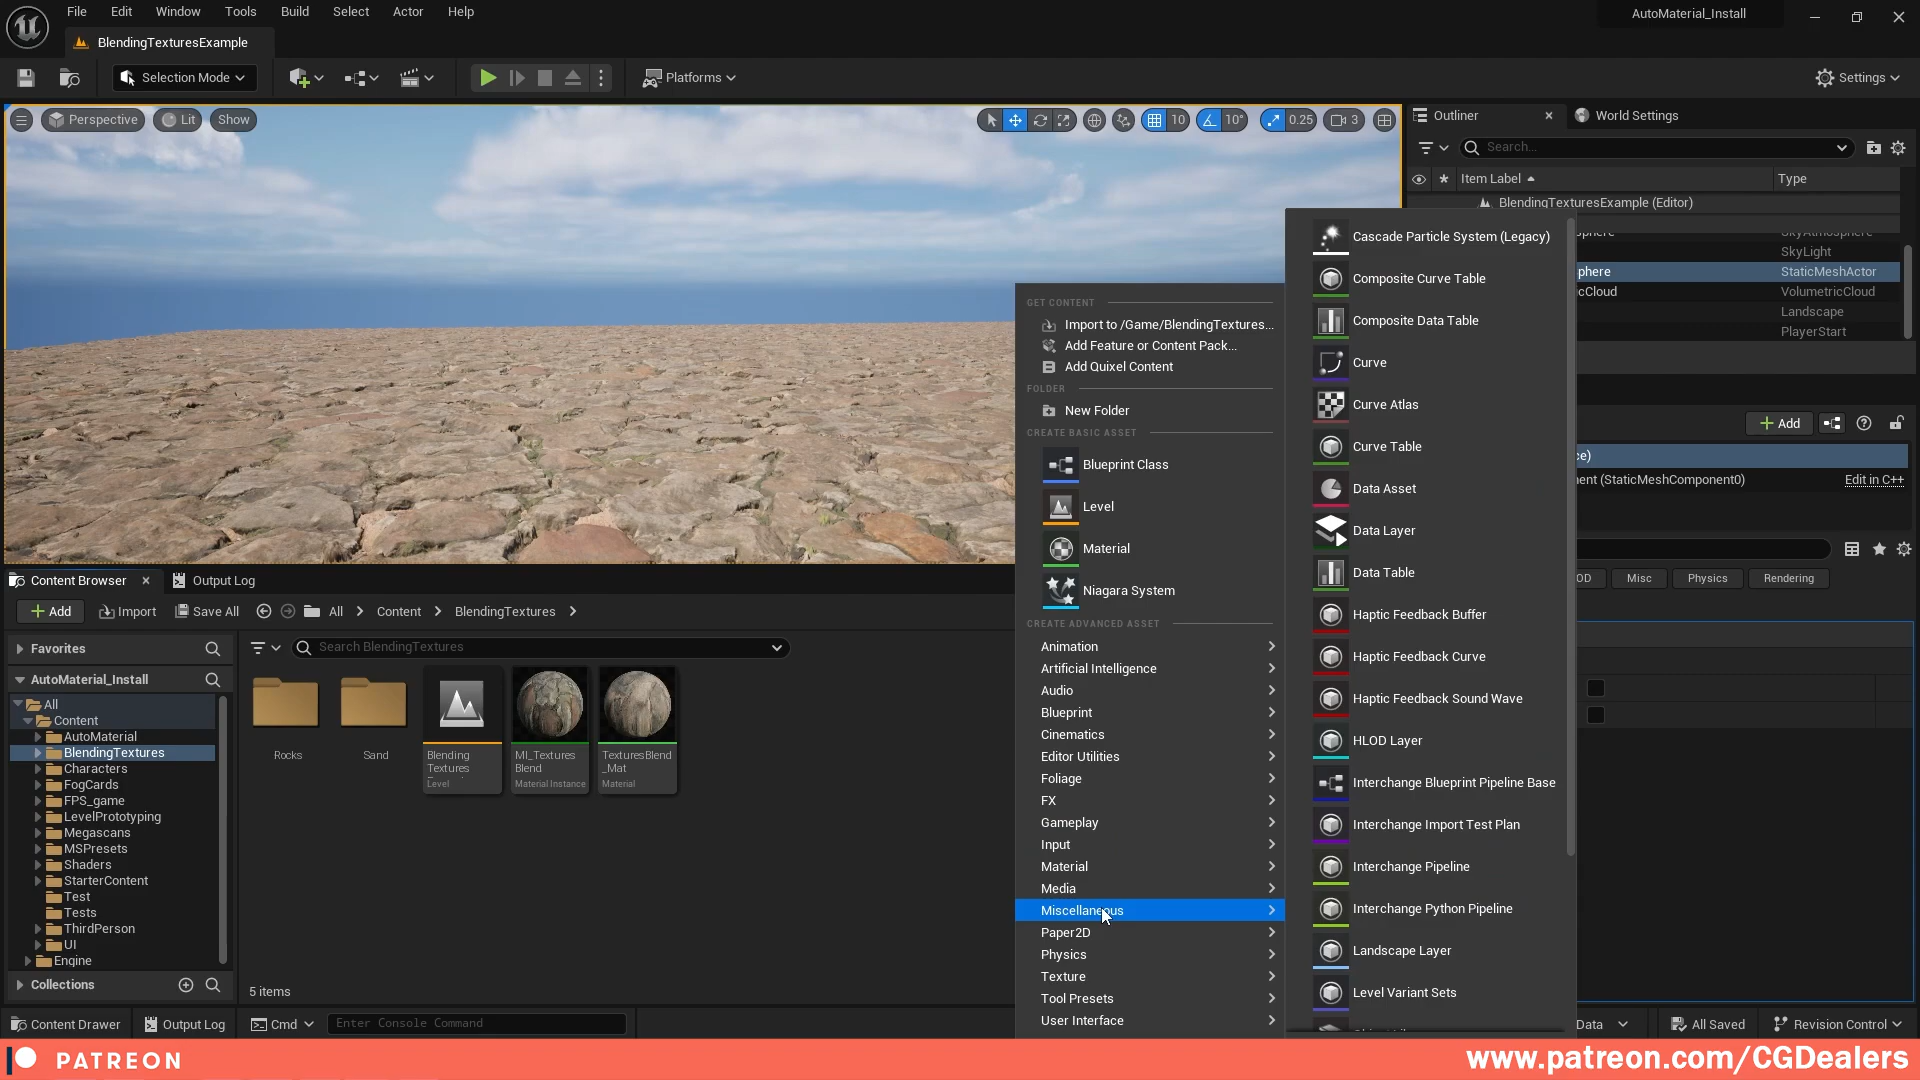 File Edit Window Tools Build Select Actor Help
AutoMaterial_Install
BlendingTexturesExample
Selection Mode
Platforms
Settings
Perspective
Lit
Show
10
10°
0.25
3
Outliner
World Settings
Search...
Item Label
Type
BlendingTexturesExample (Editor)
SkyLight
phere
StaticMeshActor
cCloud
VolumetricCloud
Landscape
PlayerStart
Add
ce)
nent (StaticMeshComponent0)
Edit in C++
OD
Misc
Physics
Rendering
GET CONTENT
Import to /Game/BlendingTextures...
Add Feature or Content Pack...
Add Quixel Content
FOLDER
New Folder
CREATE BASIC ASSET
Blueprint Class
Level
Material
Niagara System
CREATE ADVANCED ASSET
Animation
Artificial Intelligence
Audio
Blueprint
Cinematics
Editor Utilities
Foliage
FX
Gameplay
Input
Material
Media
Miscellaneous
Paper2D
Physics
Texture
Tool Presets
User Interface
Cascade Particle System (Legacy)
Composite Curve Table
Composite Data Table
Curve
Curve Atlas
Curve Table
Data Asset
Data Layer
Data Table
Haptic Feedback Buffer
Haptic Feedback Curve
Haptic Feedback Sound Wave
HLOD Layer
Interchange Blueprint Pipeline Base
Interchange Import Test Plan
Interchange Pipeline
Interchange Python Pipeline
Landscape Layer
Level Variant Sets
Content Browser
Output Log
Add
Import
Save All
All
Content
BlendingTextures
Favorites
Search BlendingTextures
AutoMaterial_Install
All
Content
AutoMaterial
BlendingTextures
Characters
FogCards
FPS_game
LevelPrototyping
Megascans
MSPresets
Shaders
StarterContent
Test
Tests
ThirdPerson
UI
Engine
Collections
Rocks
Sand
Blending
Textures
Level
MI_Textures
Blend
Material Instance
TexturesBlend
_Mat
Material
5 items
Content Drawer
Output Log
Cmd
Enter Console Command
Data
All Saved
Revision Control
PATREON
www.patreon.com/CGDealers